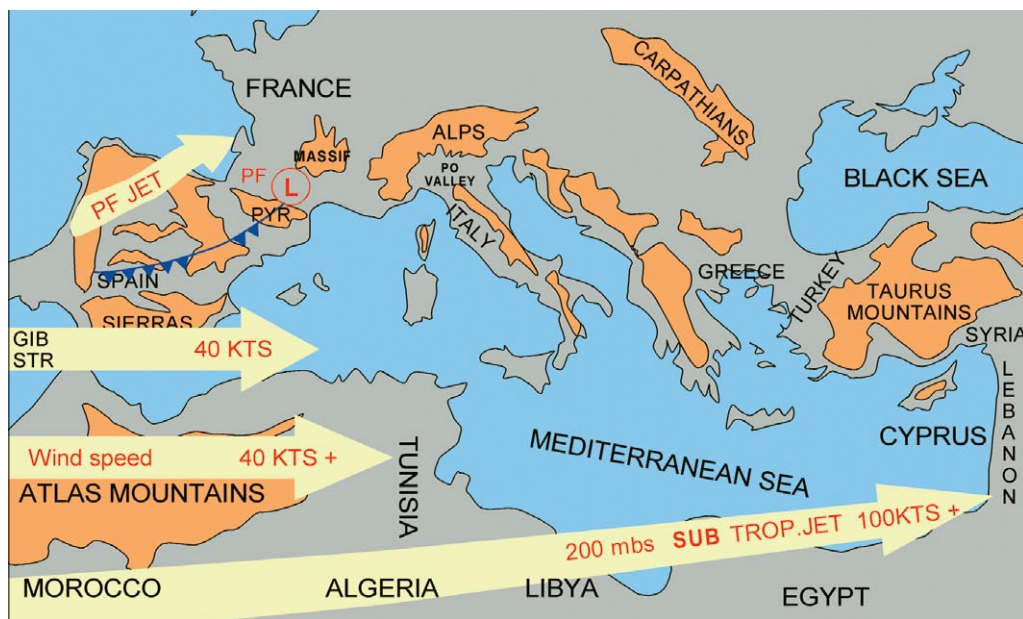 FRANCE
CARPATHIANS
ALPS
MASSIF
PO
VALLEY
BLACK SEA
PF JET
PF
L
PYR
ITALY
SPAIN
GREECE
TURKEY
TAURUS
MOUNTAINS
SIERRAS
SYRIA
GIB
STR
40 KTS
LEBANON
CYPRUS
Wind speed 40 KTS +
TUNISIA
MEDITERRANEAN SEA
ATLAS MOUNTAINS
200 mbs SUB TROP.JET 100KTS +
MOROCCO
ALGERIA
LIBYA
EGYPT